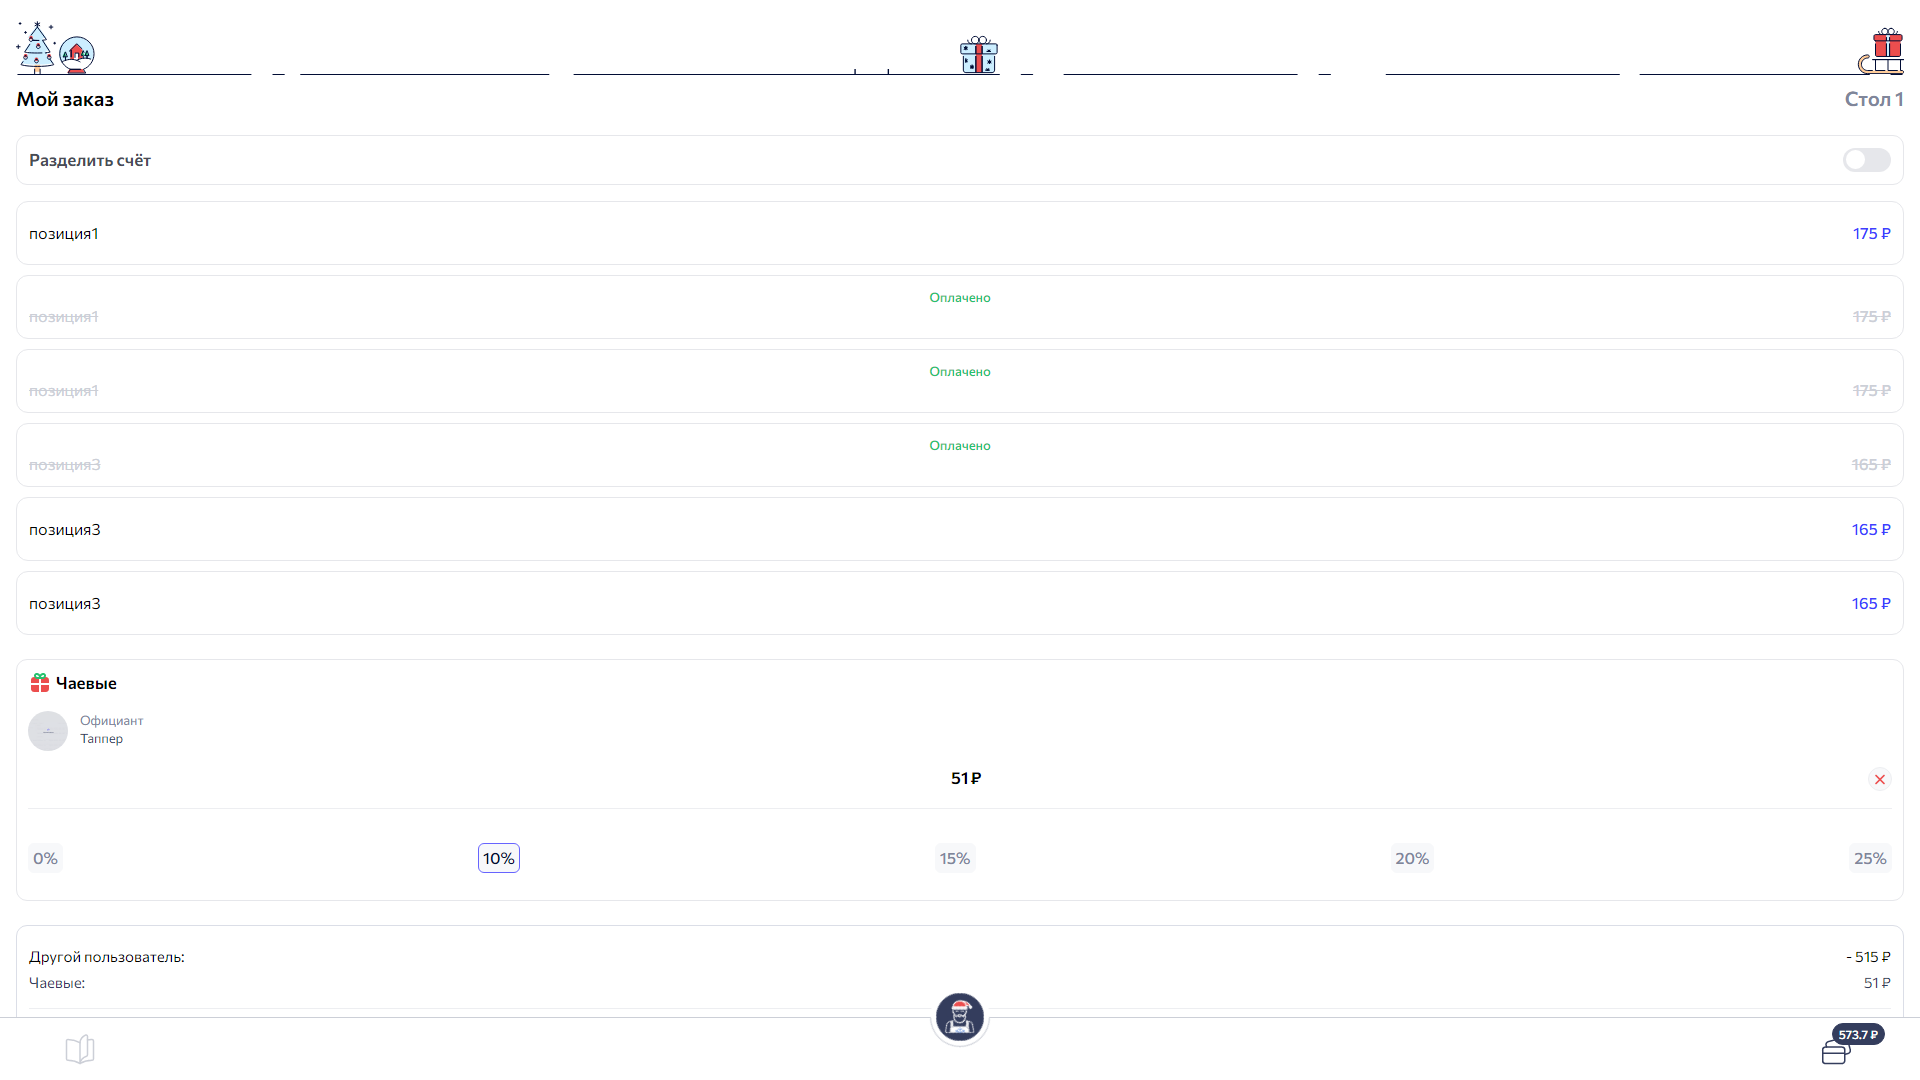 Мой заказ
Стол 1
Разделить счёт
позиция1
175 ₽
Оплачено
позиция1
175 ₽
Оплачено
позиция1
175 ₽
Оплачено
позиция3
165 ₽
позиция3
165 ₽
позиция3
165 ₽
Чаевые
Официант
Таппер
51 ₽
0%
10%
15%
20%
25%
Другой пользователь:
- 515 ₽
Чаевые:
51 ₽
573.7 ₽